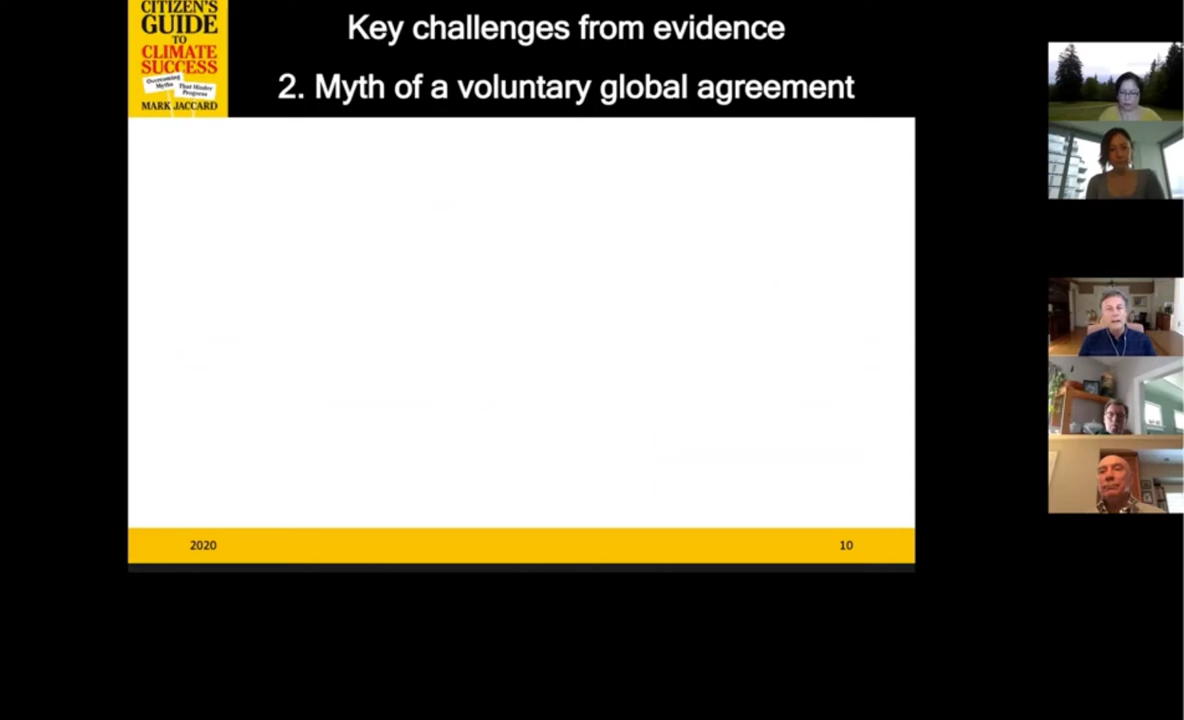 CITIZEN'S
GUIDE
TO
CLIMATE
SUCCESS
Overcoming
Myths That Hinder
Progress
MARK JACCARD
Key challenges from evidence
2. Myth of a voluntary global agreement
2020
10